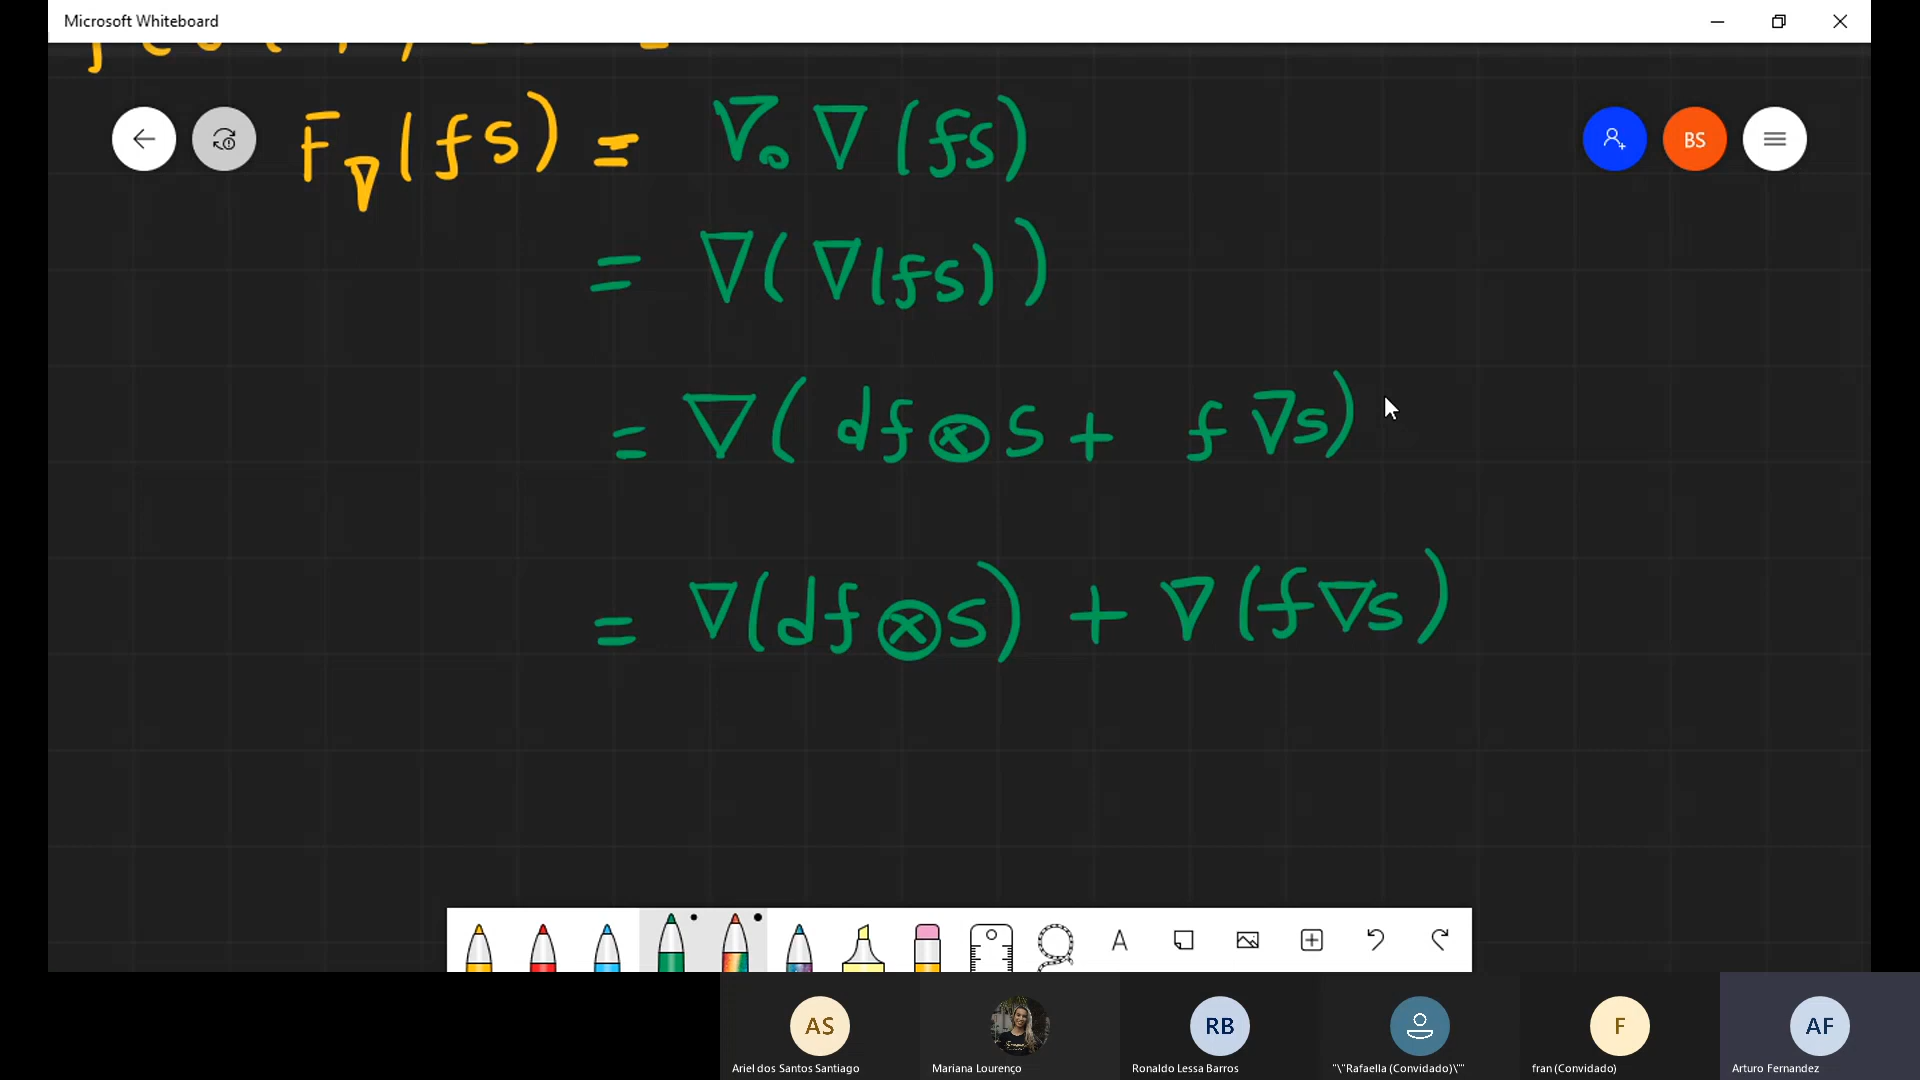 Microsoft Whiteboard
F_∇(fs) = ∇∘∇(fs)
BS
= ∇(∇(fs))
= ∇(df⊗s + f∇s)
= ∇(df⊗s) + ∇(f∇s)
A
AS RB F AF
Ariel dos Santos Santiago Mariana Lourenço Ronaldo Lessa Barros "\"Rafaella (Convidado)\"" fran (Convidado) Arturo Fernandez